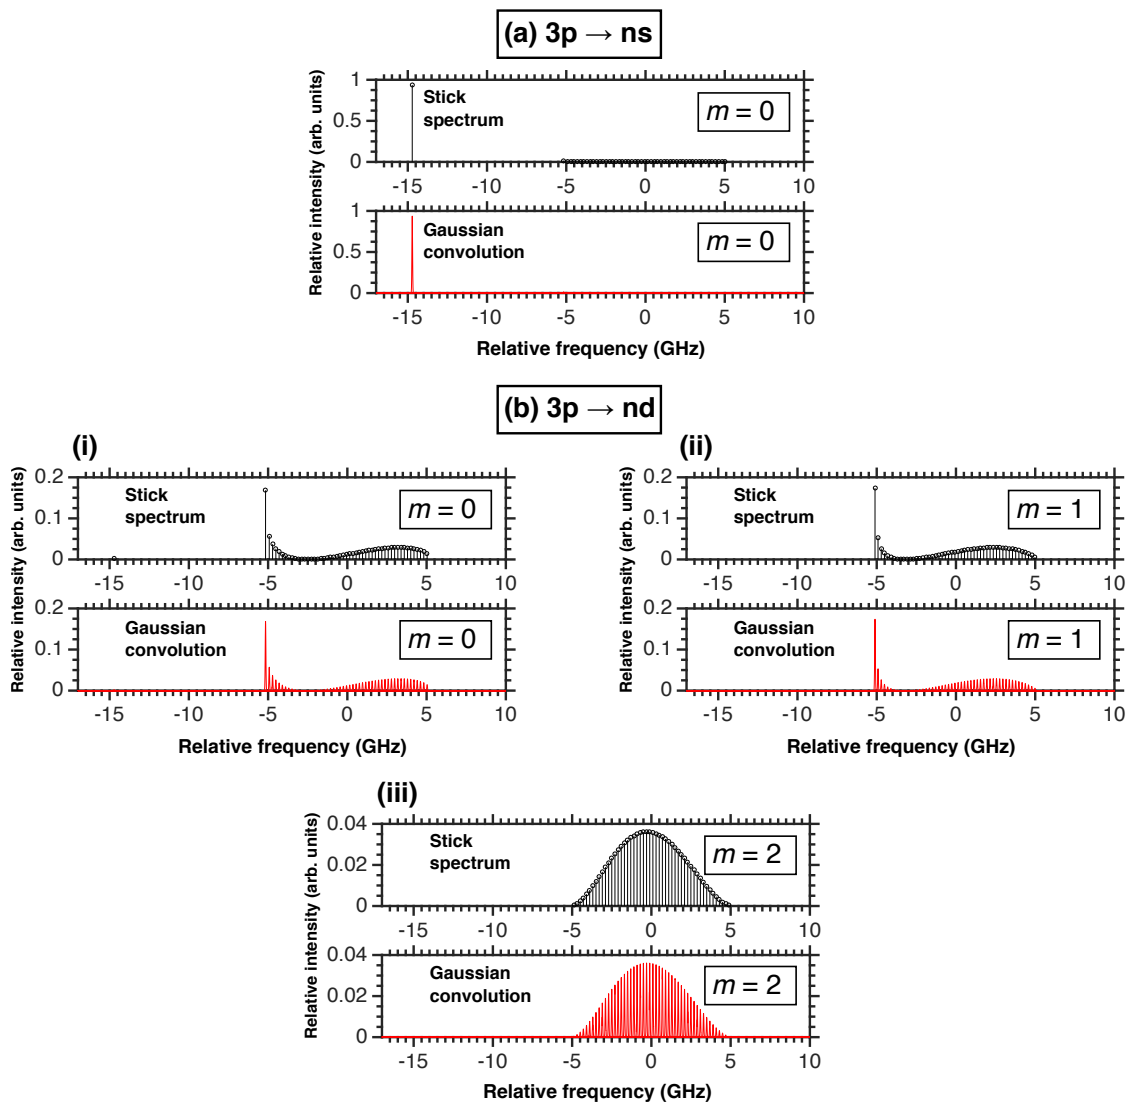 (a) 3p → ns
Relative intensity (arb. units)
1
0.5
0
Stick
spectrum
m = 0
-15 -10 -5 0 5 10
1
0.5
0
Gaussian
convolution
m = 0
-15 -10 -5 0 5 10
Relative frequency (GHz)
(b) 3p → nd
(i)
Relative intensity (arb. units)
0.2
0.1
0
Stick
spectrum
m = 0
-15 -10 -5 0 5 10
0.2
0.1
0
Gaussian
convolution
m = 0
-15 -10 -5 0 5 10
Relative frequency (GHz)
(ii)
Relative intensity (arb. units)
0.2
0.1
0
Stick
spectrum
m = 1
-15 -10 -5 0 5 10
0.2
0.1
0
Gaussian
convolution
m = 1
-15 -10 -5 0 5 10
Relative frequency (GHz)
(iii)
Relative intensity (arb. units)
0.04
0.02
0
Stick
spectrum
m = 2
-15 -10 -5 0 5 10
0.04
0.02
0
Gaussian
convolution
m = 2
-15 -10 -5 0 5 10
Relative frequency (GHz)